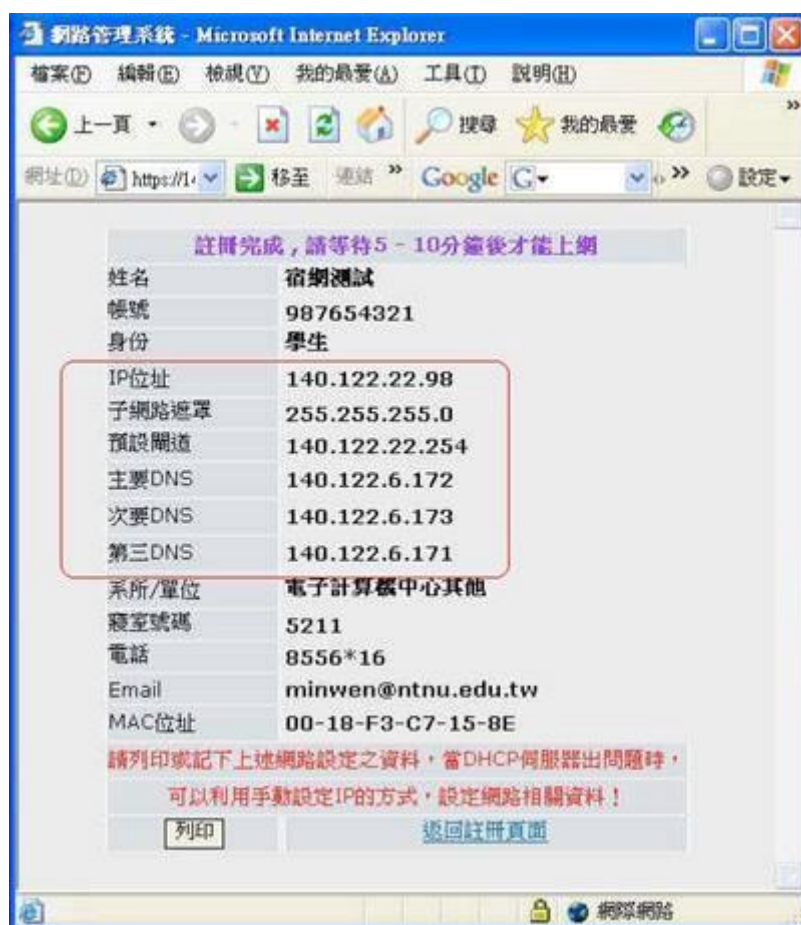 網路管理系統 - Microsoft Internet Explorer
檔案(F) 編輯(E) 檢視(V) 我的最愛(A) 工具(T) 說明(H)
上一頁 搜尋 我的最愛 »
網址(D) https://14 移至 連結 » Google G » 設定
註冊完成,請等待5 - 10分鐘後才能上網
姓名 宿網測試
帳號 987654321
身份 學生
IP位址 140.122.22.98
子網路遮罩 255.255.255.0
預設閘道 140.122.22.254
主要DNS 140.122.6.172
次要DNS 140.122.6.173
第三DNS 140.122.6.171
系所/單位 電子計算機中心其他
寢室號碼 5211
電話 8556*16
Email minwen@ntnu.edu.tw
MAC位址 00-18-F3-C7-15-8E
請列印或記下上述網路設定之資料,當DHCP伺服器出問題時,
可以利用手動設定IP的方式,設定網路相關資料!
列印 返回註冊頁面
網際網路